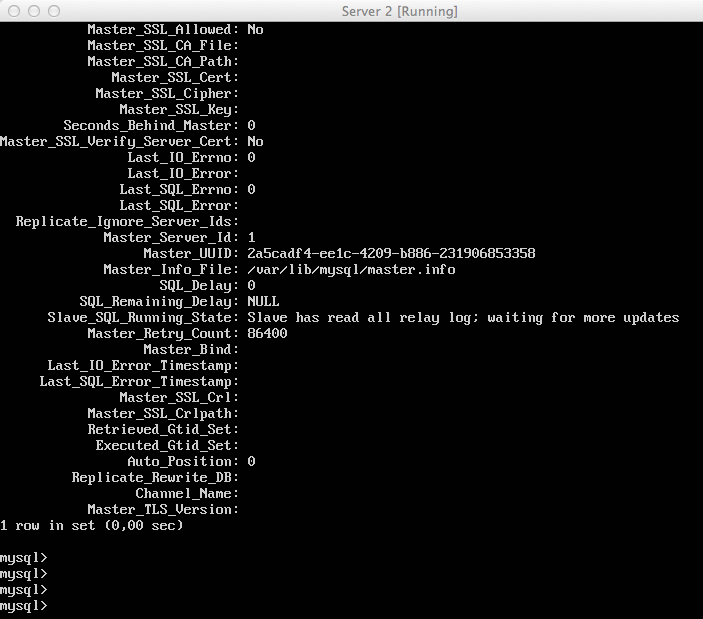 Server 2 [Running]
Master_SSL_Allowed: No
Master_SSL_CA_File:
Master_SSL_CA_Path:
Master_SSL_Cert:
Master_SSL_Cipher:
Master_SSL_Key:
Seconds_Behind_Master: 0
Master_SSL_Verify_Server_Cert: No
Last_IO_Errno: 0
Last_IO_Error:
Last_SQL_Errno: 0
Last_SQL_Error:
Replicate_Ignore_Server_Ids:
Master_Server_Id: 1
Master_UUID: 2a5cadf4-ee1c-4209-b886-231906853358
Master_Info_File: /var/lib/mysql/master.info
SQL_Delay: 0
SQL_Remaining_Delay: NULL
Slave_SQL_Running_State: Slave has read all relay log; waiting for more updates
Master_Retry_Count: 86400
Master_Bind:
Last_IO_Error_Timestamp:
Last_SQL_Error_Timestamp:
Master_SSL_Crl:
Master_SSL_Crlpath:
Retrieved_Gtid_Set:
Executed_Gtid_Set:
Auto_Position: 0
Replicate_Rewrite_DB:
Channel_Name:
Master_TLS_Version:
1 row in set (0,00 sec)
mysql>
mysql>
mysql>
mysql>